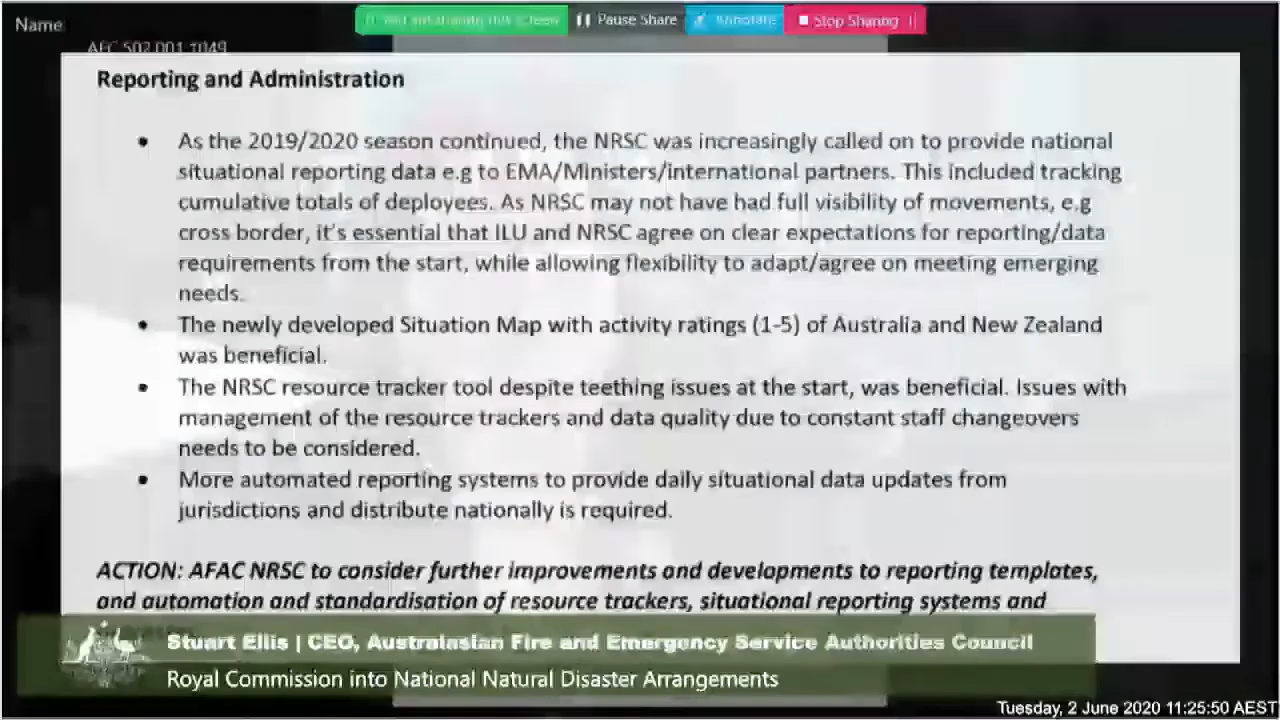 Name
Pause Share
Annotate
Stop Sharing
AFC.502.001.1049
Reporting and Administration
• As the 2019/2020 season continued, the NRSC was increasingly called on to provide national
situational reporting data e.g to EMA/Ministers/international partners. This included tracking
cumulative totals of deployees. As NRSC may not have had full visibility of movements, e.g
cross border, it's essential that ILU and NRSC agree on clear expectations for reporting/data
requirements from the start, while allowing flexibility to adapt/agree on meeting emerging
needs.
• The newly developed Situation Map with activity ratings (1-5) of Australia and New Zealand
was beneficial.
• The NRSC resource tracker tool despite teething issues at the start, was beneficial. Issues with
management of the resource trackers and data quality due to constant staff changeovers
needs to be considered.
• More automated reporting systems to provide daily situational data updates from
jurisdictions and distribute nationally is required.
ACTION: AFAC NRSC to consider further improvements and developments to reporting templates,
and automation and standardisation of resource trackers, situational reporting systems and
Stuart Ellis | CEO, Australasian Fire and Emergency Service Authorities Council
Royal Commission into National Natural Disaster Arrangements
Tuesday, 2 June 2020 11:25:50 AEST